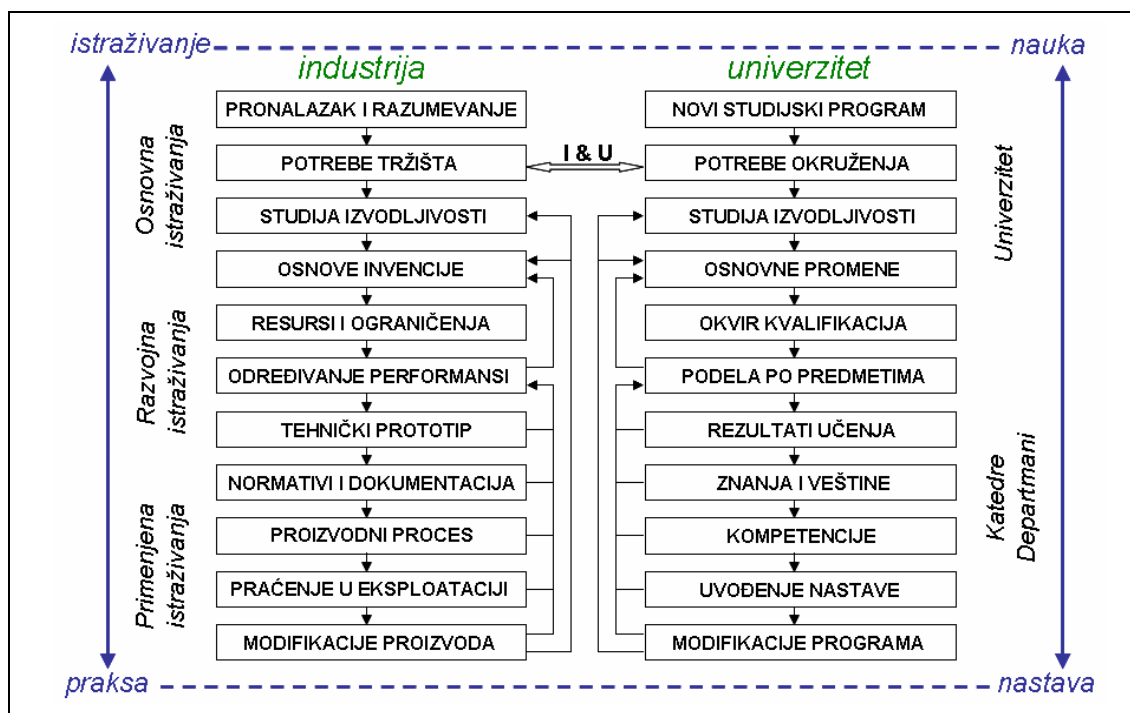 istraživanje
nauka
industrija
univerzitet
PRONALAZAK I RAZUMEVANJE
NOVI STUDIJSKI PROGRAM
I & U
POTREBE TRŽIŠTA
POTREBE OKRUŽENJA
STUDIJA IZVODLJIVOSTI
STUDIJA IZVODLJIVOSTI
OSNOVE INVENCIJE
OSNOVNE PROMENE
RESURSI I OGRANIČENJA
OKVIR KVALIFIKACIJA
ODREĐIVANJE PERFORMANSI
PODELA PO PREDMETIMA
TEHNIČKI PROTOTIP
REZULTATI UČENJA
NORMATIVI I DOKUMENTACIJA
ZNANJA I VEŠTINE
PROIZVODNI PROCES
KOMPETENCIJE
PRAĆENJE U EKSPLOATACIJI
UVOĐENJE NASTAVE
MODIFIKACIJE PROIZVODA
MODIFIKACIJE PROGRAMA
Osnovna
istraživanja
Razvojna
istraživanja
Primenjena
istraživanja
Univerzitet
Katedre
Departmani
praksa
nastava